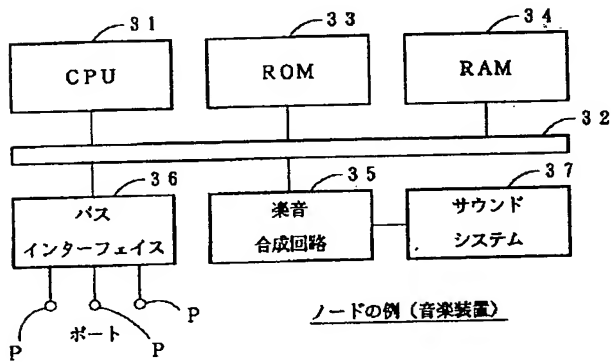 31
33
34
CPU
ROM
RAM
32
36
35
37
バス
インターフェイス
楽音
合成回路
サウンド
システム
P
P
P
ポート
ノードの例（音楽装置）